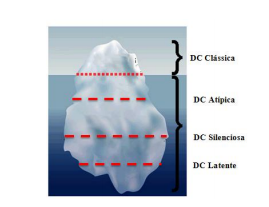 DC Clássica
DC Atípica
DC Silenciosa
DC Latente